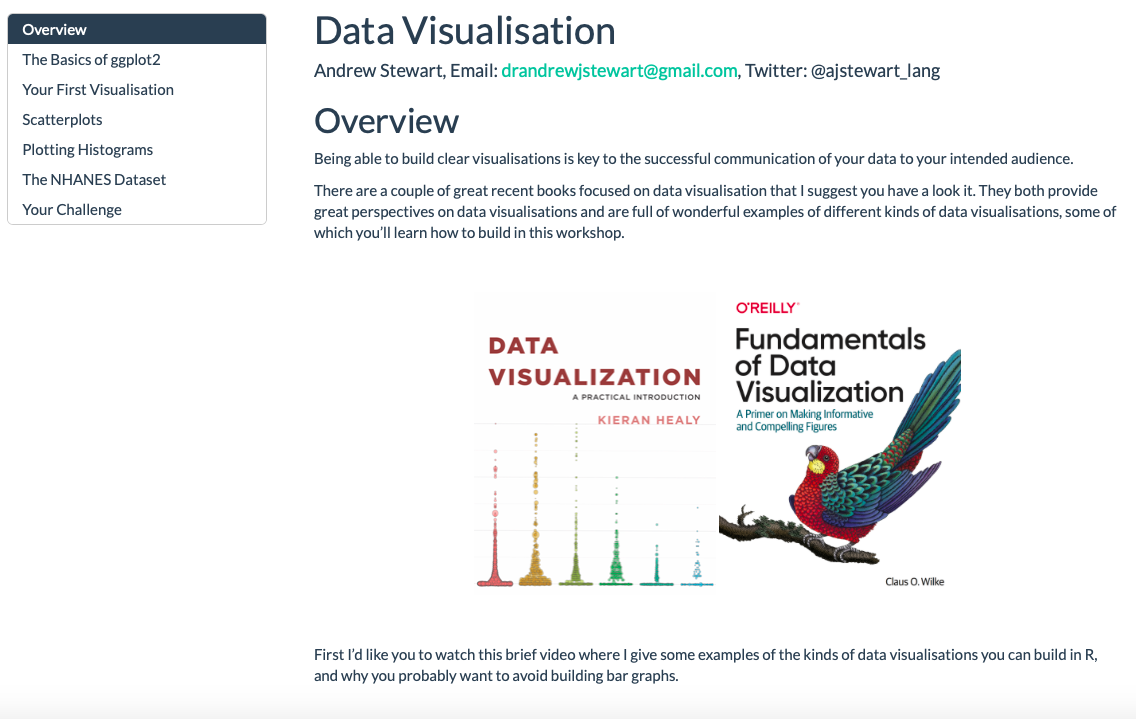 Overview
The Basics of ggplot2
Your First Visualisation
Scatterplots
Plotting Histograms
The NHANES Dataset
Your Challenge
Data Visualisation
Andrew Stewart, Email: drandrewjstewart@gmail.com, Twitter: @ajstewart_lang
Overview
Being able to build clear visualisations is key to the successful communication of your data to your intended audience.
There are a couple of great recent books focused on data visualisation that I suggest you have a look it. They both provide
great perspectives on data visualisations and are full of wonderful examples of different kinds of data visualisations, some of
which you’ll learn how to build in this workshop.
DATA
VISUALIZATION
A PRACTICAL INTRODUCTION
KIERAN HEALY
O'REILLY®
Fundamentals
of Data
Visualization
A Primer on Making Informative
and Compelling Figures
Claus O. Wilke
First I’d like you to watch this brief video where I give some examples of the kinds of data visualisations you can build in R,
and why you probably want to avoid building bar graphs.